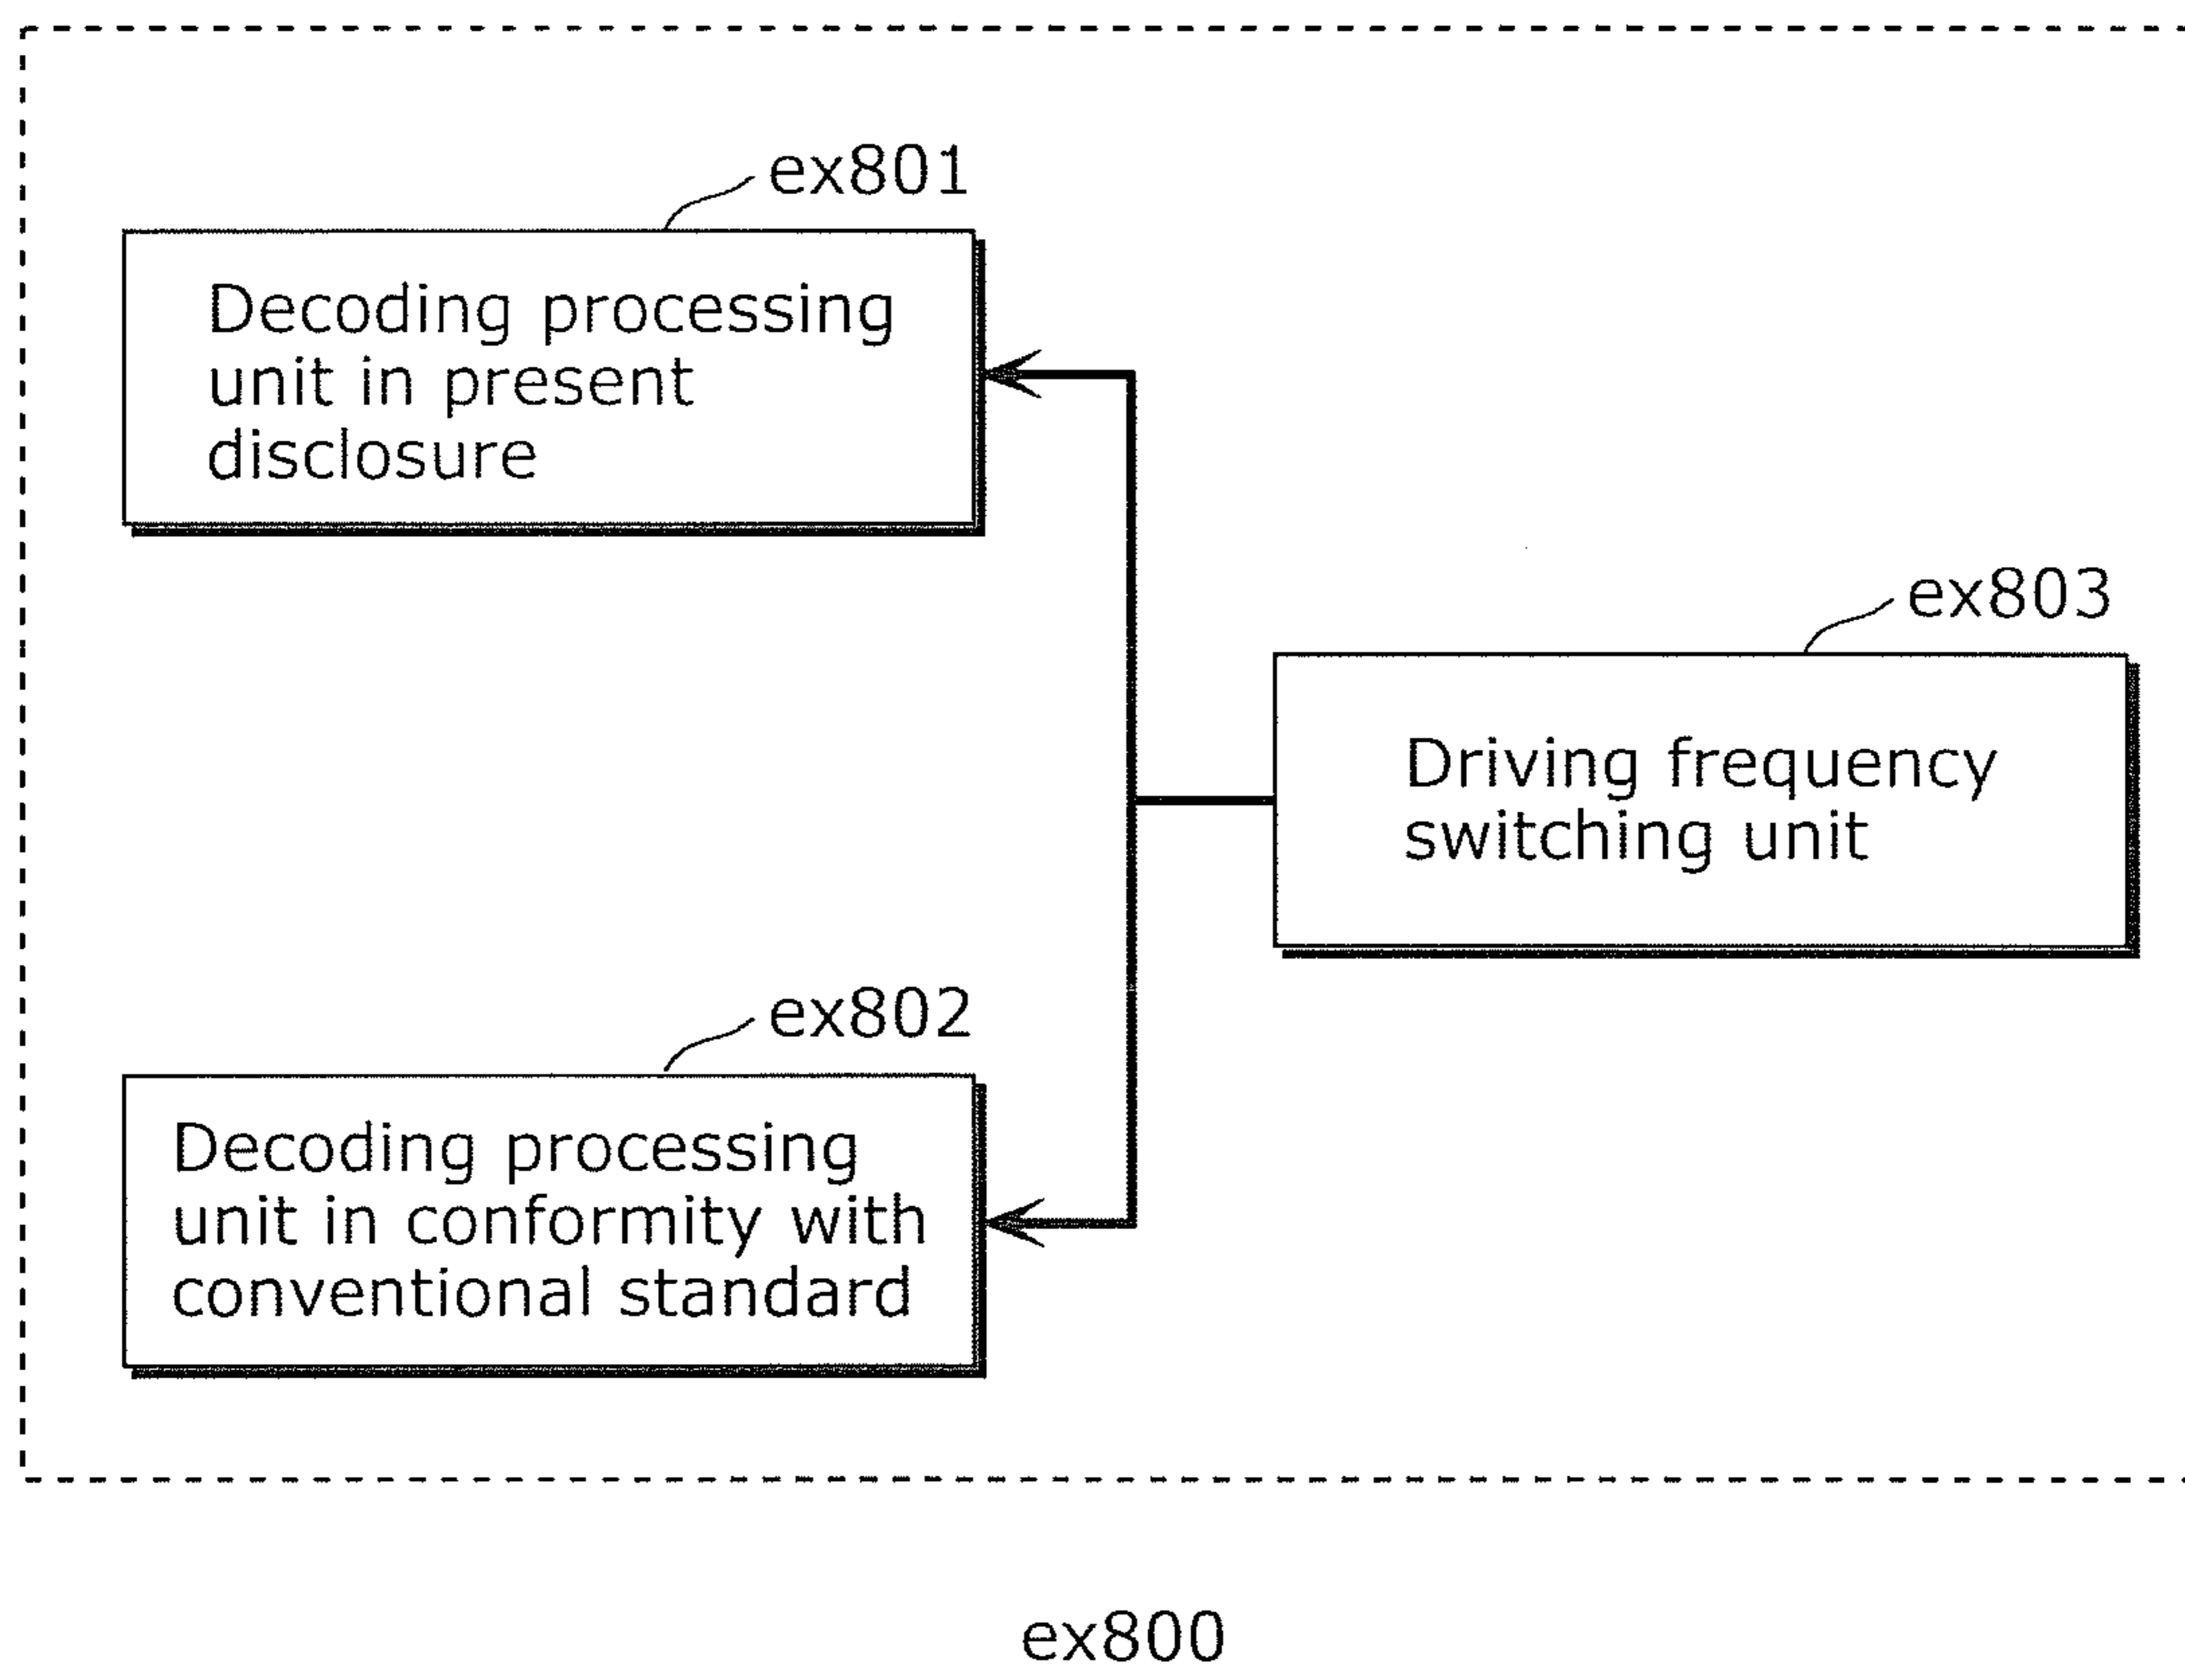 ex801
Decoding processing
unit in present
disclosure
ex803
Driving frequency
switching unit
ex802
Decoding processing
unit in conformity with
conventional standard
ex800